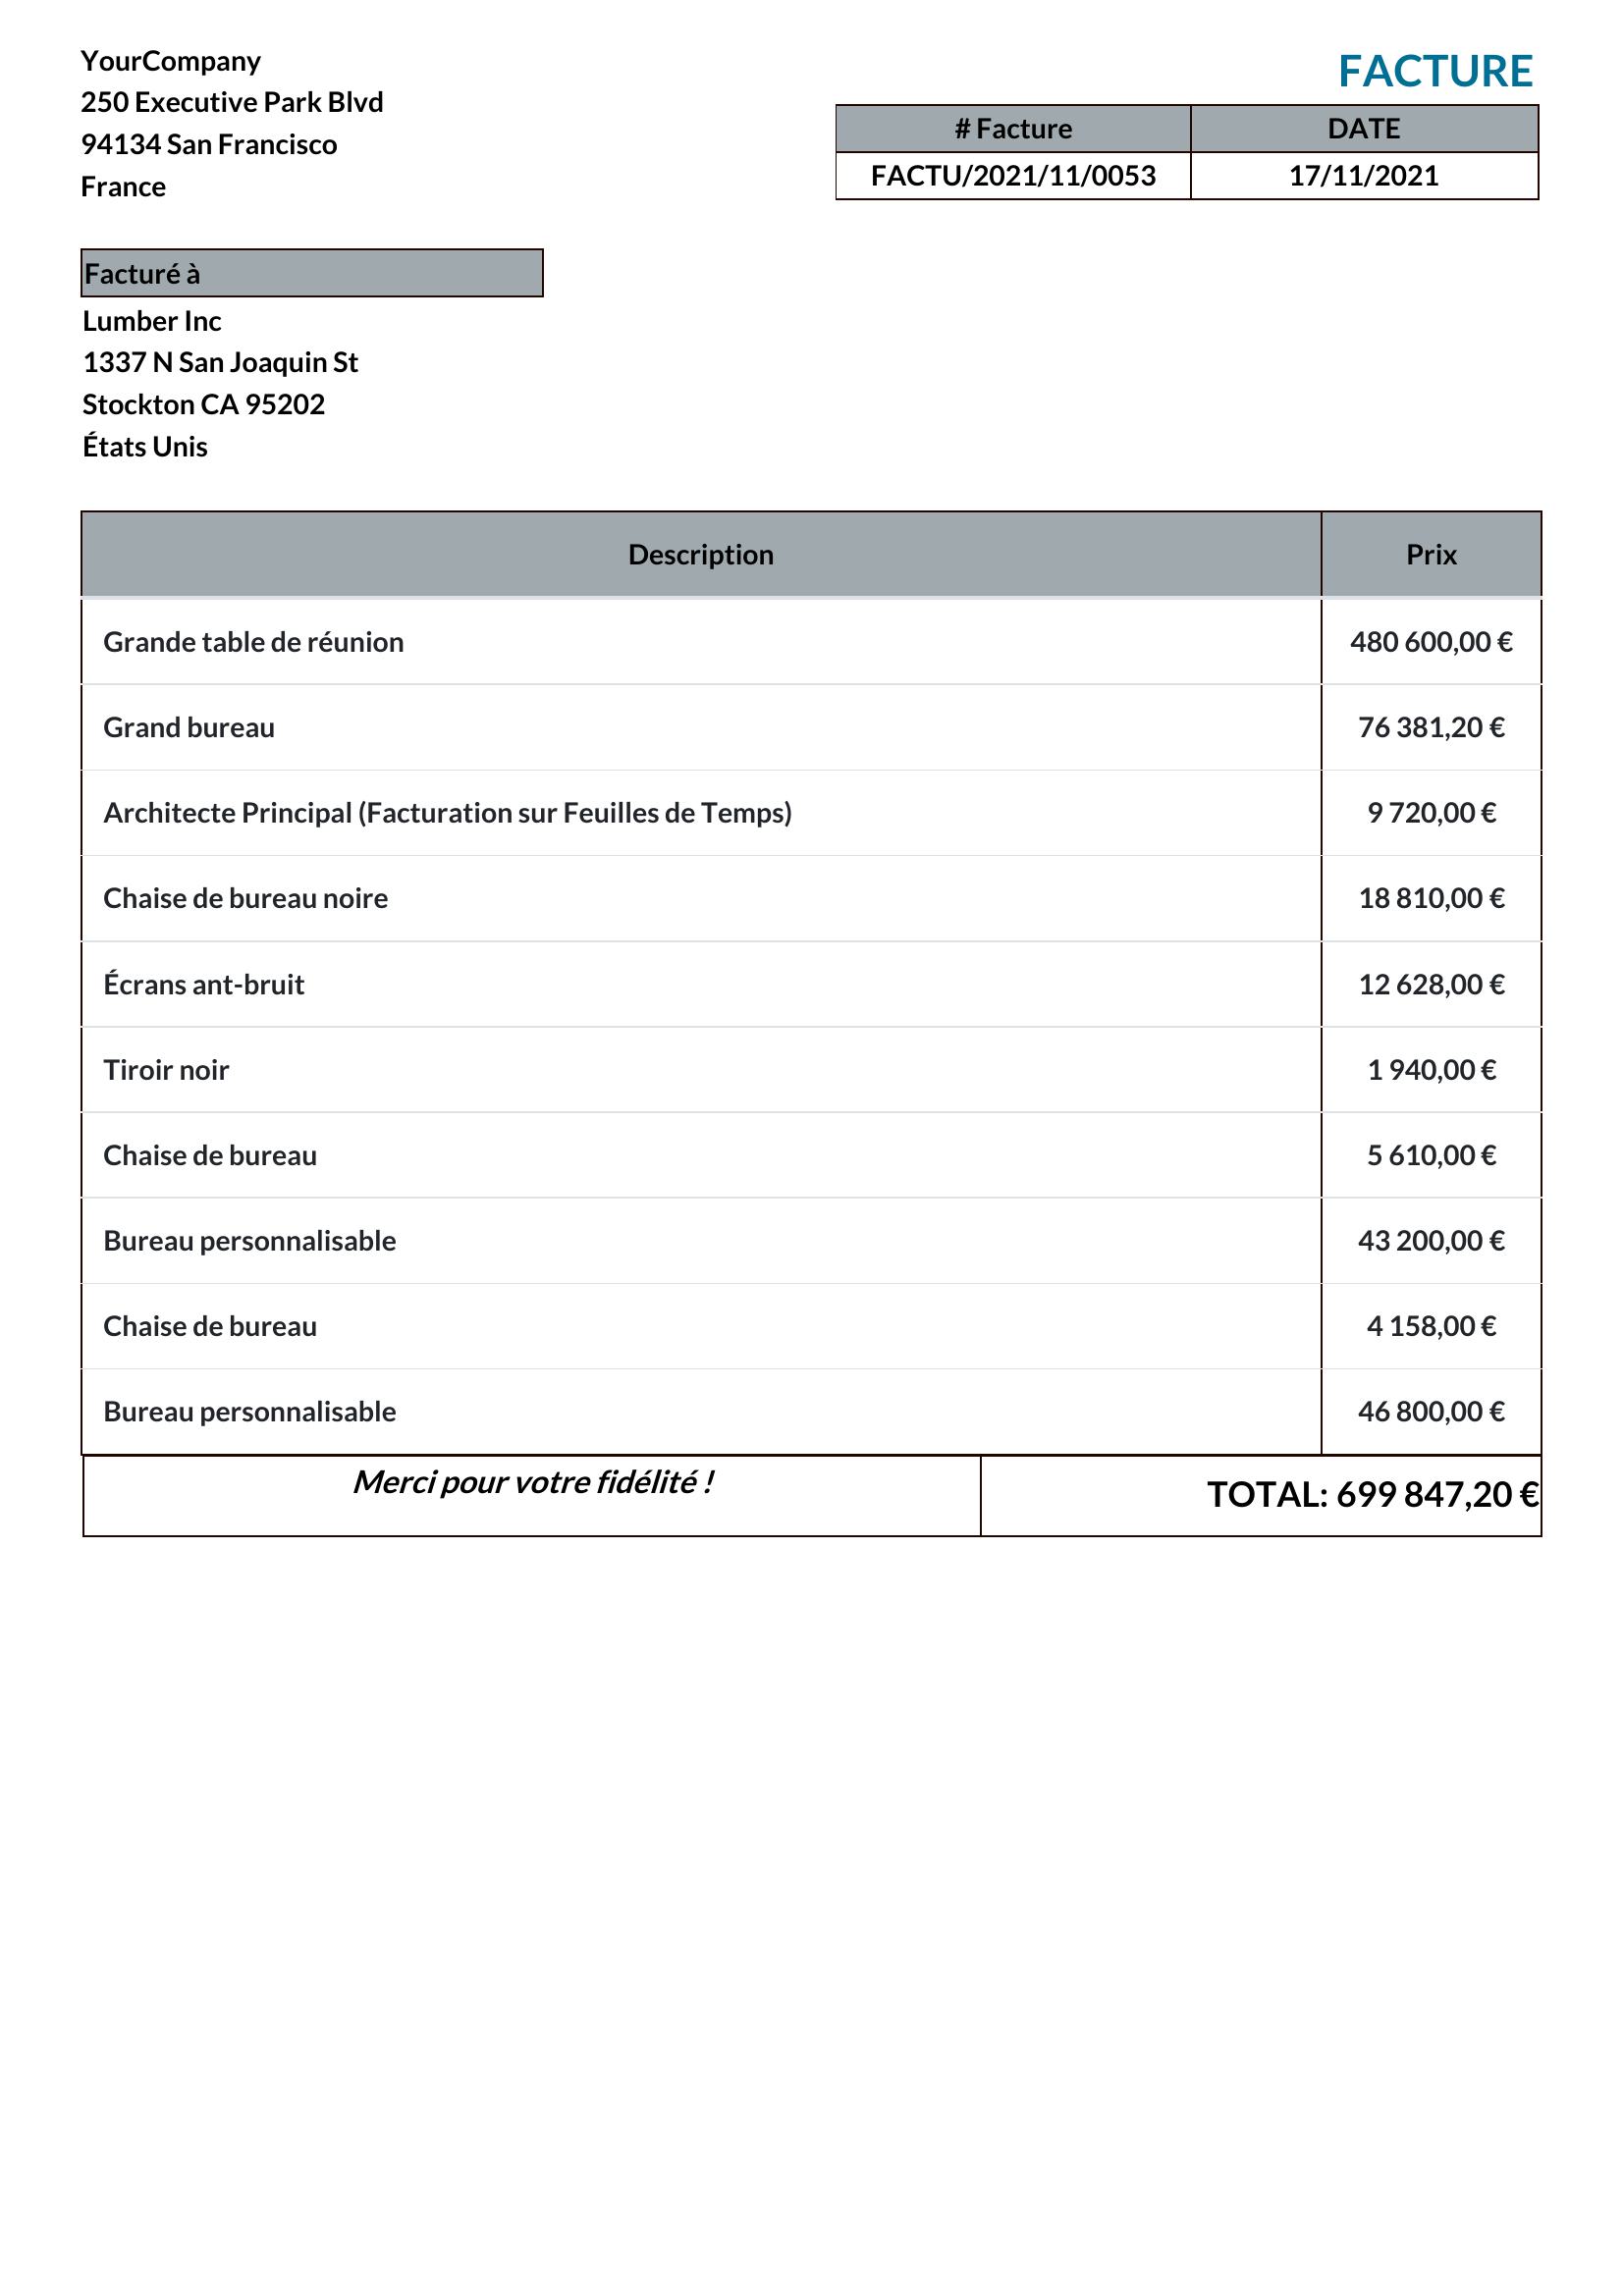 YourCompany
250 Executive Park Blvd
94134 San Francisco
France
FACTURE
# Facture DATE
FACTU/2021/11/0053 17/11/2021
Facturé à
Lumber Inc
1337 N San Joaquin St
Stockton CA 95202
États Unis
Description Prix
Grande table de réunion 480 600,00 €
Grand bureau 76 381,20 €
Architecte Principal (Facturation sur Feuilles de Temps) 9 720,00 €
Chaise de bureau noire 18 810,00 €
Écrans ant-bruit 12 628,00 €
Tiroir noir 1 940,00 €
Chaise de bureau 5 610,00 €
Bureau personnalisable 43 200,00 €
Chaise de bureau 4 158,00 €
Bureau personnalisable 46 800,00 €
Merci pour votre fidélité ! TOTAL: 699 847,20 €